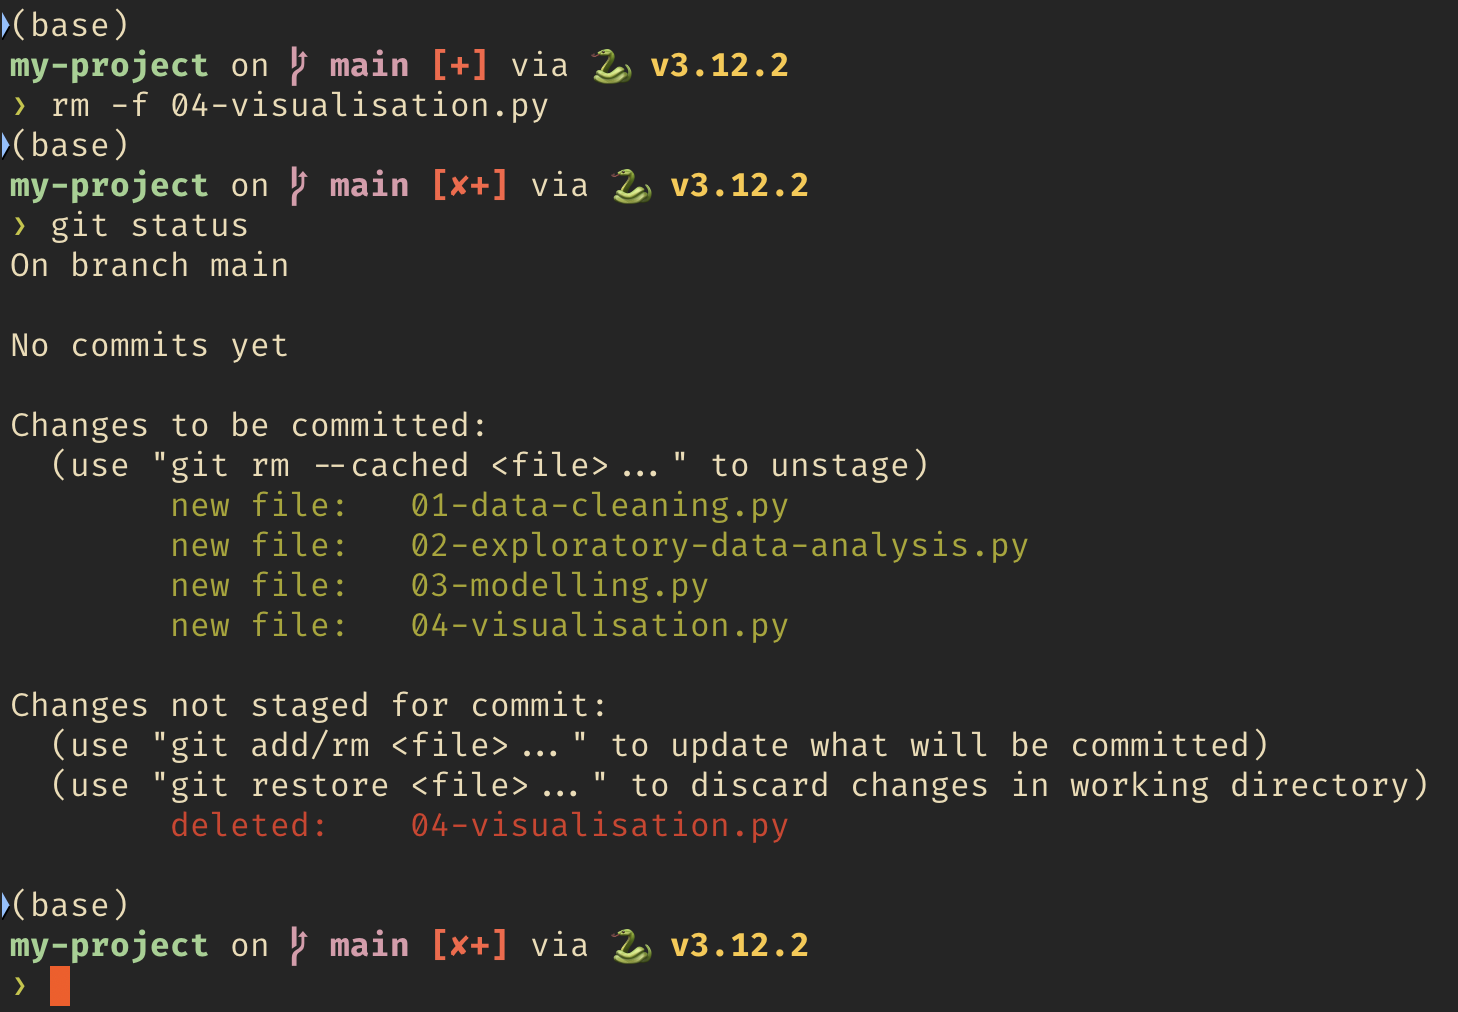 (base)
my-project on main [+] via 🐍 v3.12.2
❯ rm -f 04-visualisation.py
(base)
my-project on main [✘+] via 🐍 v3.12.2
❯ git status
On branch main
No commits yet
Changes to be committed:
(use "git rm --cached <file>..." to unstage)
new file: 01-data-cleaning.py
new file: 02-exploratory-data-analysis.py
new file: 03-modelling.py
new file: 04-visualisation.py
Changes not staged for commit:
(use "git add/rm <file>..." to update what will be committed)
(use "git restore <file>..." to discard changes in working directory)
deleted: 04-visualisation.py
(base)
my-project on main [✘+] via 🐍 v3.12.2
❯